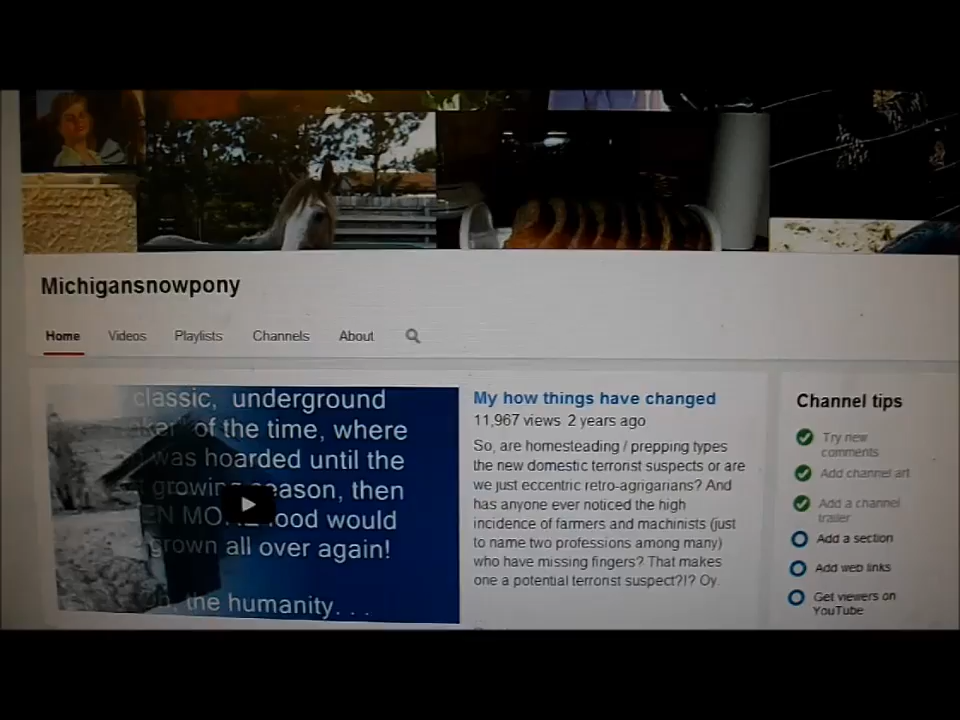 Michigansnowpony
Home Videos Playlists Channels About
classic, underground
of the time, where
was hoarded until the
growing season, then
food would
grown all over again!
the humanity. . .
My how things have changed
11,967 views 2 years ago
So, are homesteading / prepping types
the new domestic terrorist suspects or are
we just eccentric retro-agrigarians? And
has anyone ever noticed the high
incidence of farmers and machinists (just
to name two professions among many)
who have missing fingers? That makes
one a potential terrorist suspect?!? Oy.
Channel tips
Try new
comments
Add channel art
Add a channel
trailer
Add a section
Add web links
Get viewers on
YouTube